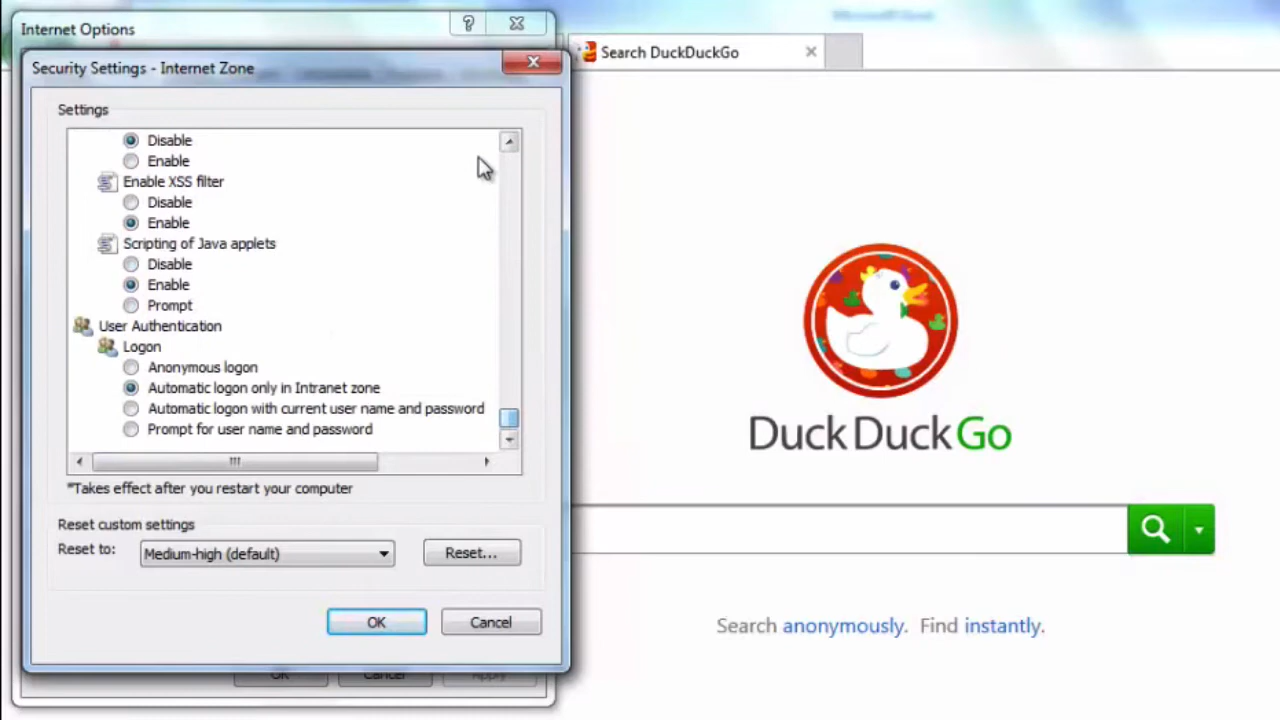 Internet Options
Search DuckDuckGo
Security Settings - Internet Zone
Settings
Disable
Enable
Enable XSS filter
Disable
Enable
Scripting of Java applets
Disable
Enable
Prompt
User Authentication
Logon
Anonymous logon
Automatic logon only in Intranet zone
Automatic logon with current user name and password
Prompt for user name and password
*Takes effect after you restart your computer
Reset custom settings
Reset to:
Medium-high (default)
Reset...
OK
Cancel
OK
Cancel
Apply
DuckDuckGo
Search anonymously. Find instantly.